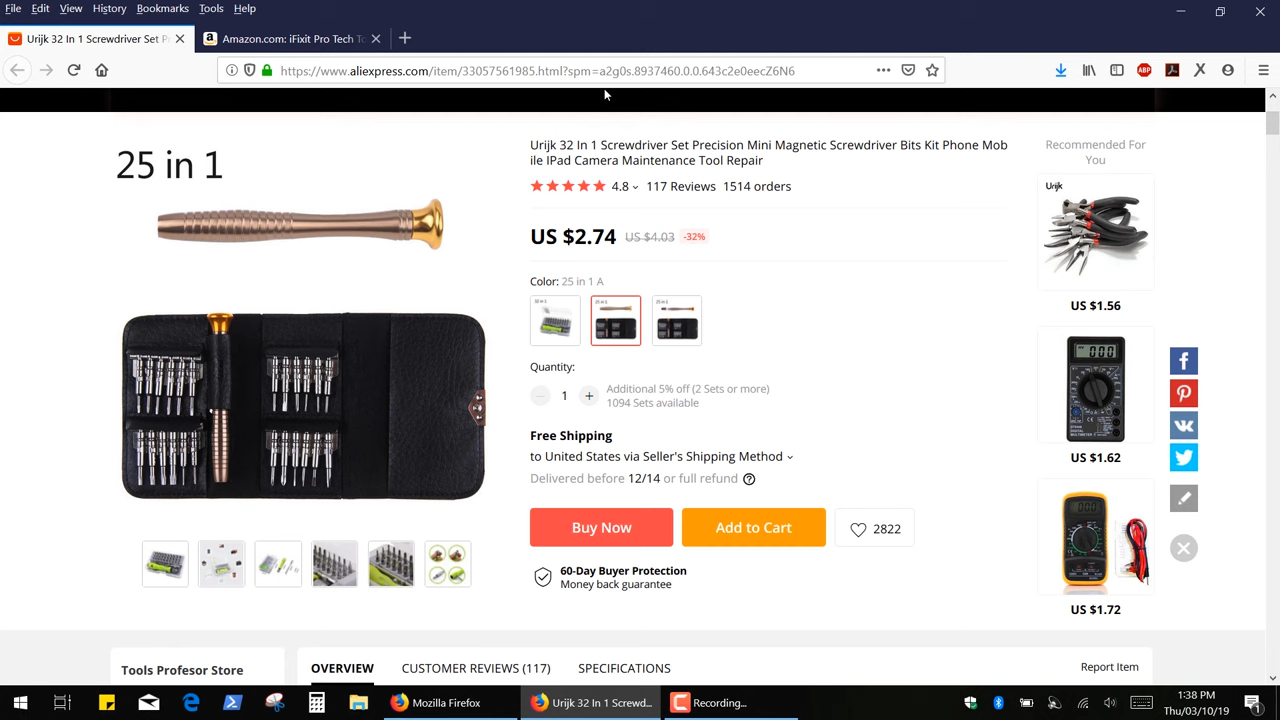 File Edit View History Bookmarks Tools Help
Urijk 32 In 1 Screwdriver Set P
Amazon.com: iFixit Pro Tech T
https://www.aliexpress.com/item/33057561985.html?spm=a2g0s.8937460.0.0.643c2e0eecZ6N6
ABP
25 in 1
Urijk 32 In 1 Screwdriver Set Precision Mini Magnetic Screwdriver Bits Kit Phone Mob
ile IPad Camera Maintenance Tool Repair
4.8 117 Reviews 1514 orders
US $2.74 US $4.03 -32%
Color: 25 in 1 A
Quantity:
1
Additional 5% off (2 Sets or more)
1094 Sets available
Free Shipping
to United States via Seller's Shipping Method
Delivered before 12/14 or full refund
Buy Now
Add to Cart
2822
60-Day Buyer Protection
Money back guarantee
Recommended For
You
Urijk
US $1.56
US $1.62
US $1.72
Tools Profesor Store
OVERVIEW
CUSTOMER REVIEWS (117)
SPECIFICATIONS
Report Item
Mozilla Firefox
Urijk 32 In 1 Screwd...
Recording...
1:38 PM
Thu/03/10/19